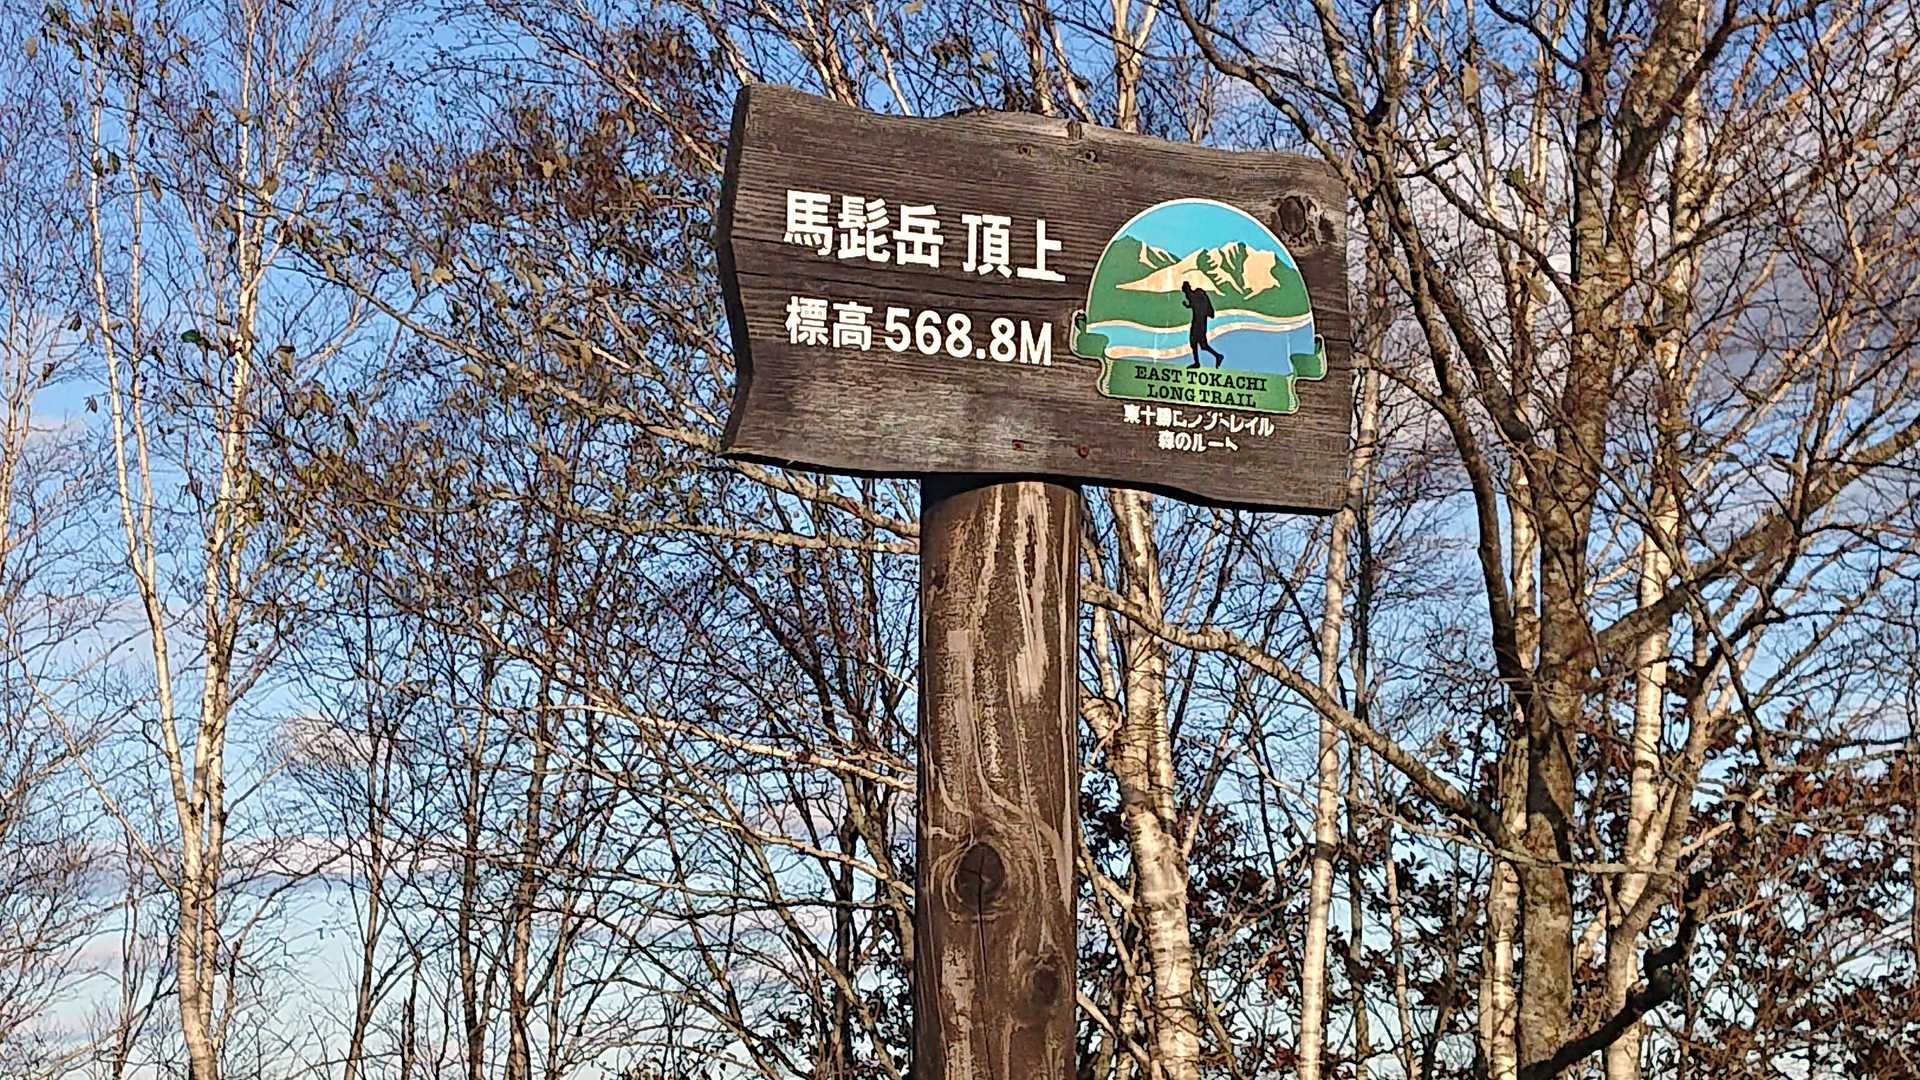 馬髭岳 頂上
標高 568.8M
EAST TOKACHI
LONG TRAIL
東十勝ロングトレイル
森のルート